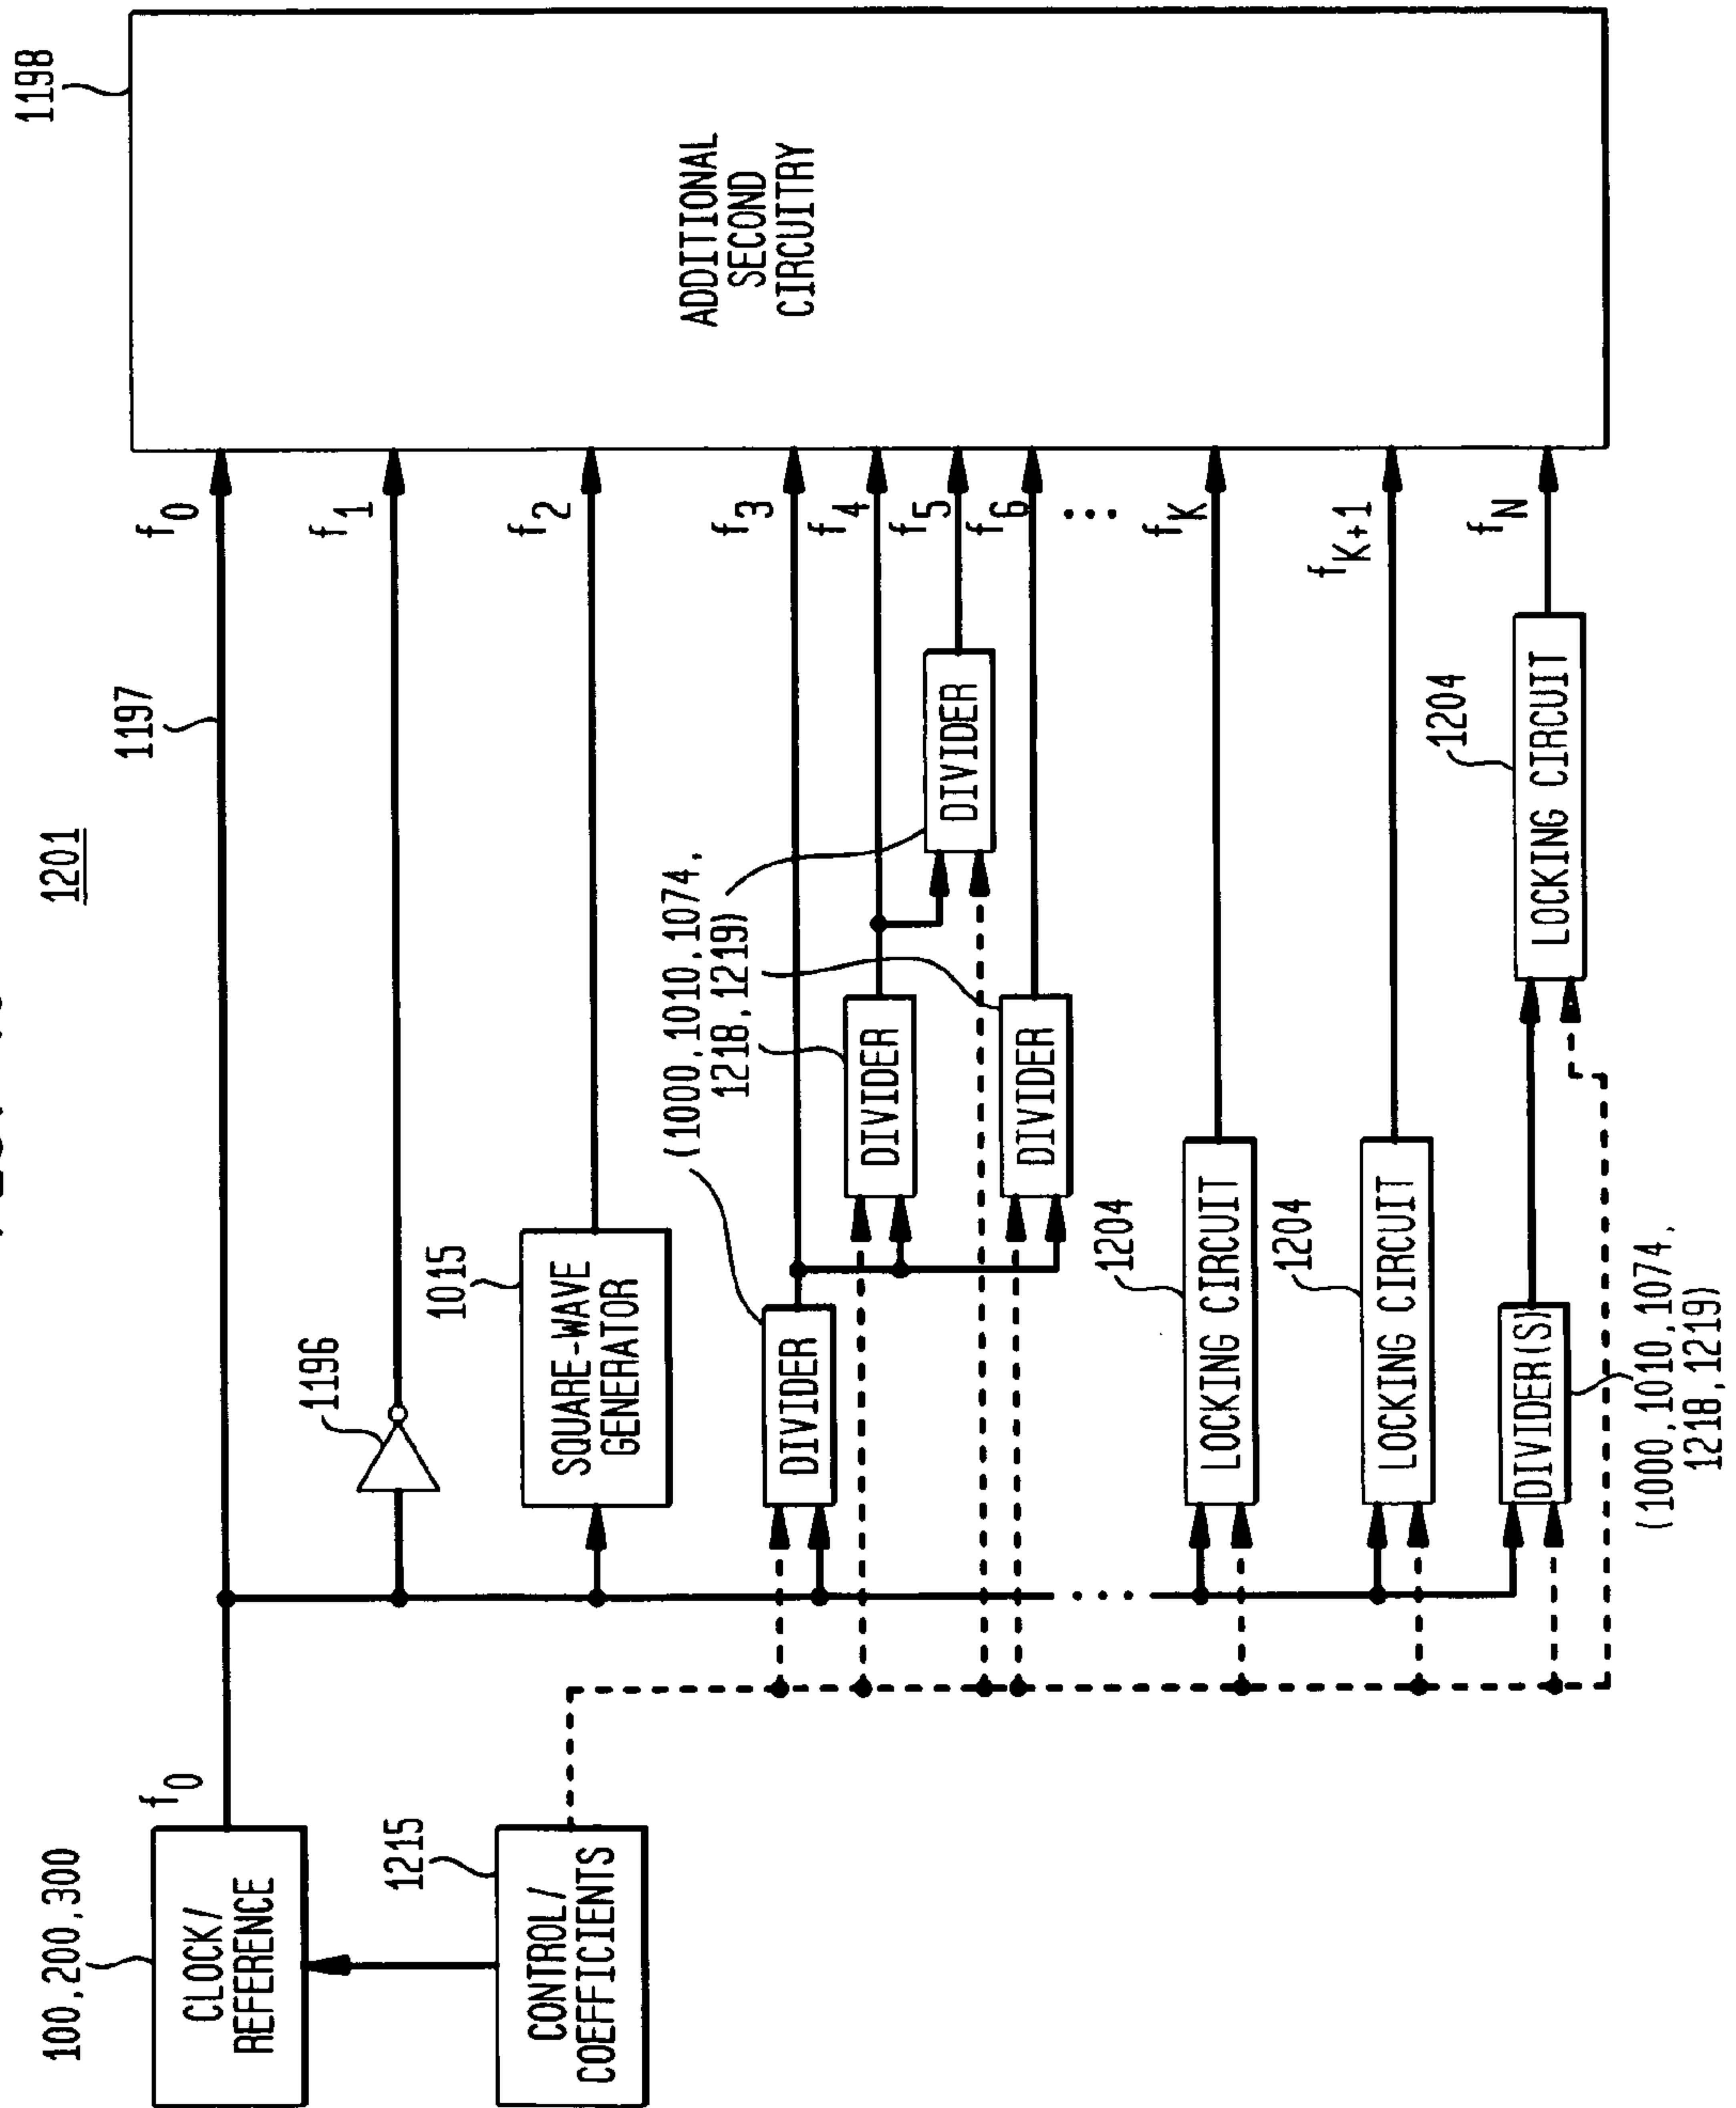 1201
100,200,300
CLOCK/
REFERENCE
f0
1197
f0
1198
ADDITIONAL
SECOND
CIRCUITRY
1215
CONTROL/
COEFFICIENTS
1196
f1
1015
SQUARE-WAVE
GENERATOR
f2
(1000,1010,1074,
1218,1219)
DIVIDER
f3
DIVIDER
f4
DIVIDER
f5
DIVIDER
f6
...
...
1204
LOCKING CIRCUIT
fK
1204
LOCKING CIRCUIT
fK+1
DIVIDER(S)
1204
LOCKING CIRCUIT
fN
(1000,1010,1074,
1218,1219)